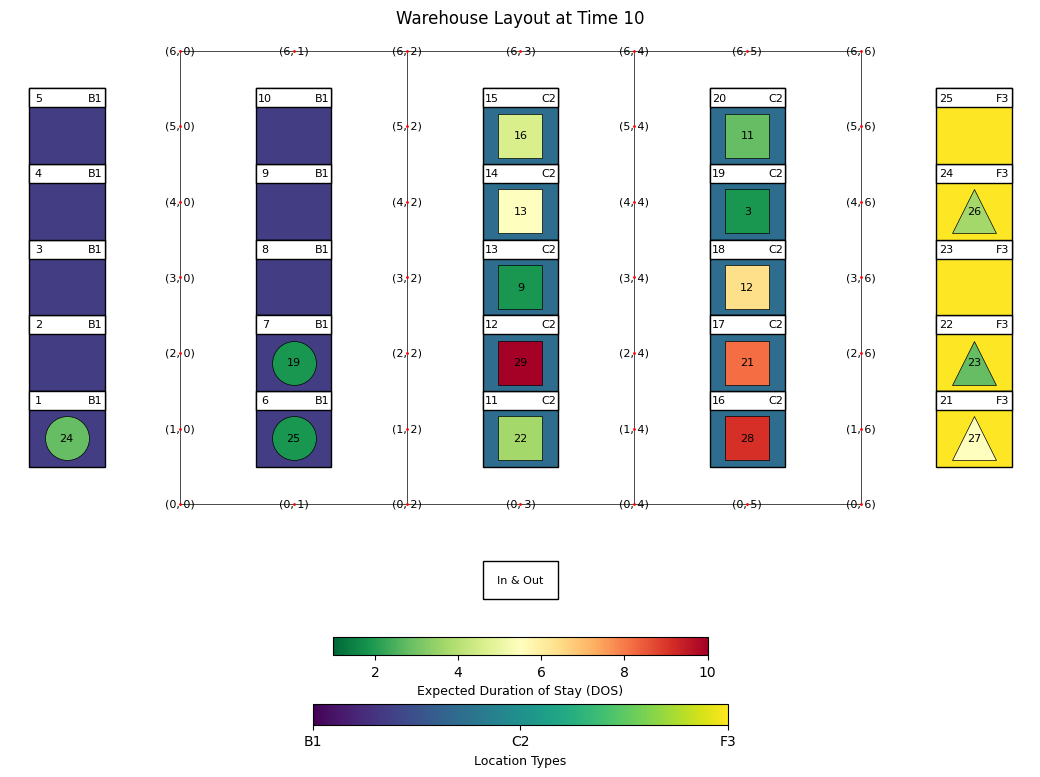 Warehouse Layout at Time 10
(6, 0) (6, 1) (6, 2) (6, 3) (6, 4) (6, 5) (6, 6)
5 B1 10 B1 15 C2 20 C2 25 F3
(5, 0) (5, 2) 16 (5, 4) 11 (5, 6)
4 B1 9 B1 14 C2 19 C2 24 F3
(4, 0) (4, 2) 13 (4, 4) 3 (4, 6) 26
3 B1 8 B1 13 C2 18 C2 23 F3
(3, 0) (3, 2) 9 (3, 4) 12 (3, 6)
2 B1 7 B1 12 C2 17 C2 22 F3
(2, 0) 19 (2, 2) 29 (2, 4) 21 (2, 6) 23
1 B1 6 B1 11 C2 16 C2 21 F3
24 (1, 0) 25 (1, 2) 22 (1, 4) 28 (1, 6) 27
(0, 0) (0, 1) (0, 2) (0, 3) (0, 4) (0, 5) (0, 6)
In & Out
2 4 6 8 10
Expected Duration of Stay (DOS)
B1 C2 F3
Location Types